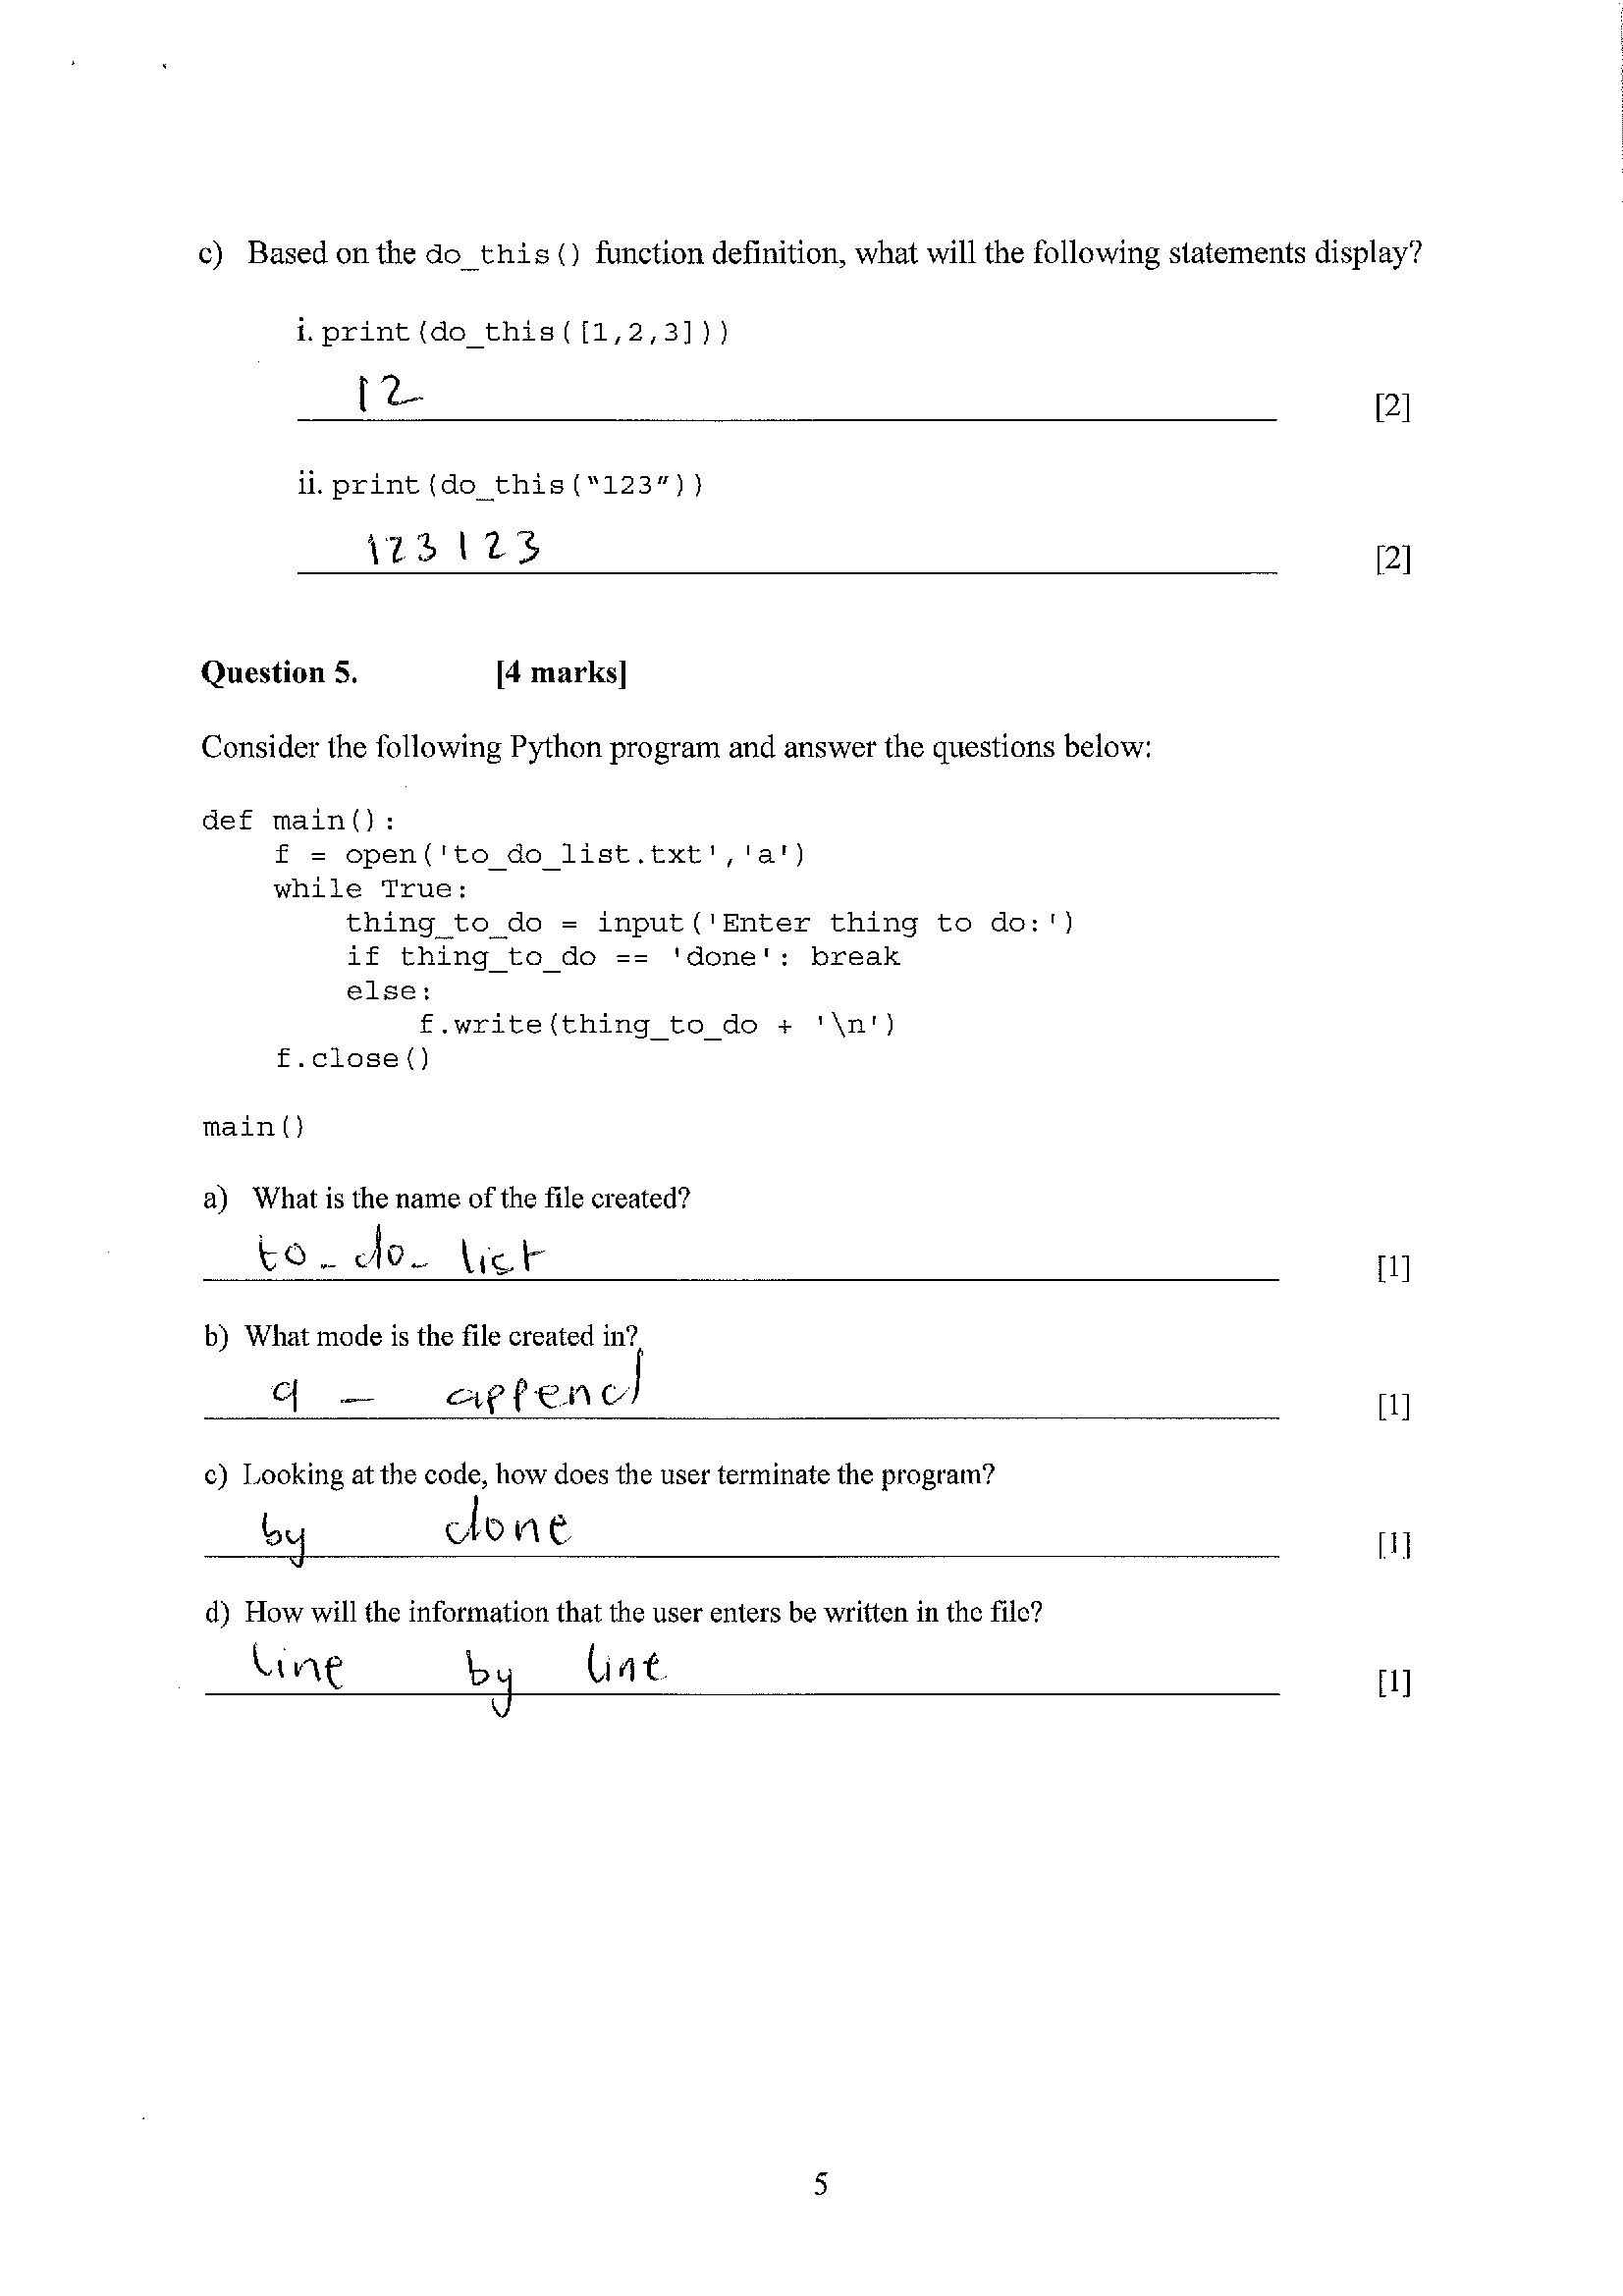 c) Based on the do_this() function definition, what will the following statements display?
i. print(do_this([1,2,3]))
12
[2]
ii. print(do_this("123"))
123123
[2]
Question 5. [4 marks]
Consider the following Python program and answer the questions below:
def main():
    f = open('to_do_list.txt','a')
    while True:
        thing_to_do = input('Enter thing to do:')
        if thing_to_do == 'done': break
        else:
            f.write(thing_to_do + '\n')
    f.close()
main()
a) What is the name of the file created?
to_do_list
[1]
b) What mode is the file created in?
a - append
[1]
c) Looking at the code, how does the user terminate the program?
by done
[1]
d) How will the information that the user enters be written in the file?
line by line
[1]
5